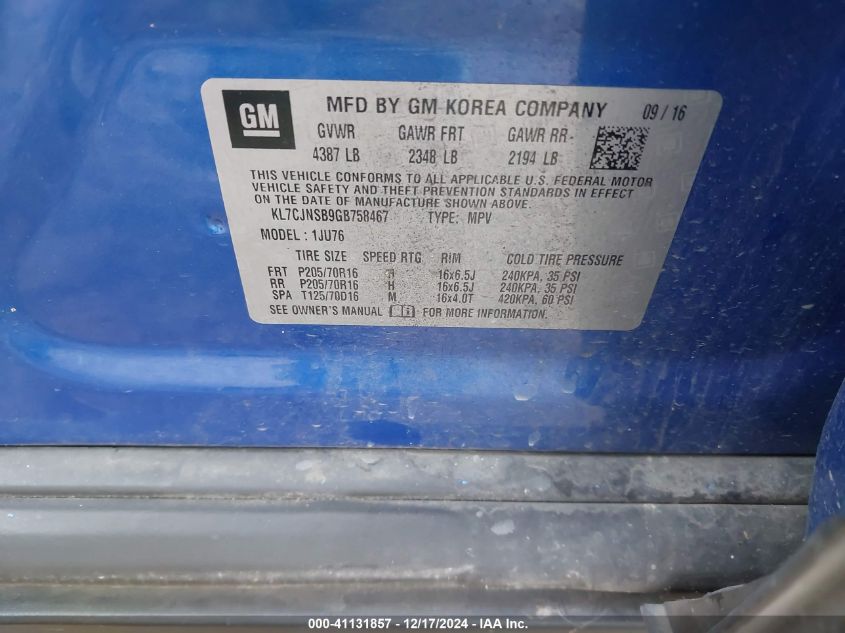 GM
MFD BY GM KOREA COMPANY 09/16
GVWR GAWR FRT GAWR RR-
4387 LB 2348 LB 2194 LB
THIS VEHICLE CONFORMS TO ALL APPLICABLE U.S. FEDERAL MOTOR
VEHICLE SAFETY AND THEFT PREVENTION STANDARDS IN EFFECT
ON THE DATE OF MANUFACTURE SHOWN ABOVE.
KL7CJNSB9GB758467 TYPE: MPV
MODEL: 1JU76
TIRE SIZE SPEED RTG RIM COLD TIRE PRESSURE
FRT P205/70R16 H 16x6.5J 240KPA, 35 PSI
RR P205/70R16 H 16x6.5J 240KPA, 35 PSI
SPA T125/70D16 M 16x4.0T 420KPA, 60 PSI
SEE OWNER'S MANUAL FOR MORE INFORMATION.
000-41131857 - 12/17/2024 - IAA Inc.